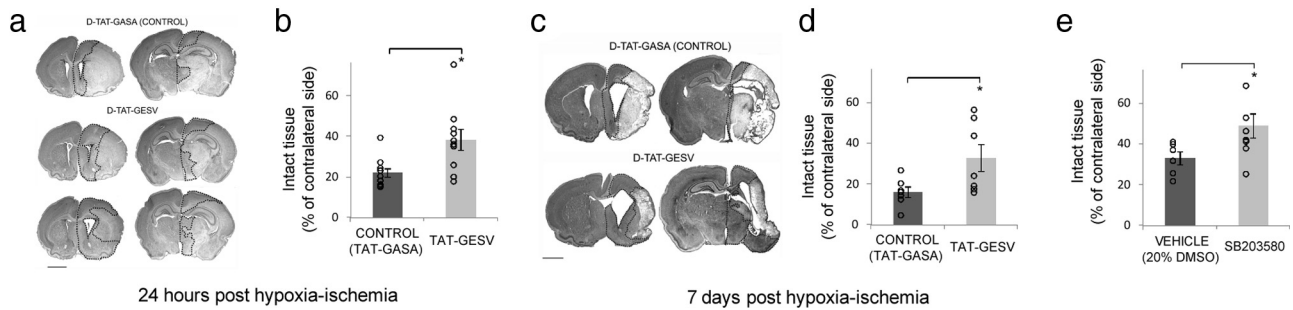 a
D-TAT-GASA (CONTROL)
D-TAT-GESV
b
Intact tissue
(% of contralateral side)
60
40
20
0
*
CONTROL
(TAT-GASA)
TAT-GESV
24 hours post hypoxia-ischemia
c
D-TAT-GASA (CONTROL)
D-TAT-GESV
d
Intact tissue
(% of contralateral side)
60
40
20
0
*
CONTROL
(TAT-GASA)
TAT-GESV
7 days post hypoxia-ischemia
e
Intact tissue
(% of contralateral side)
60
40
20
0
*
VEHICLE
(20% DMSO)
SB203580